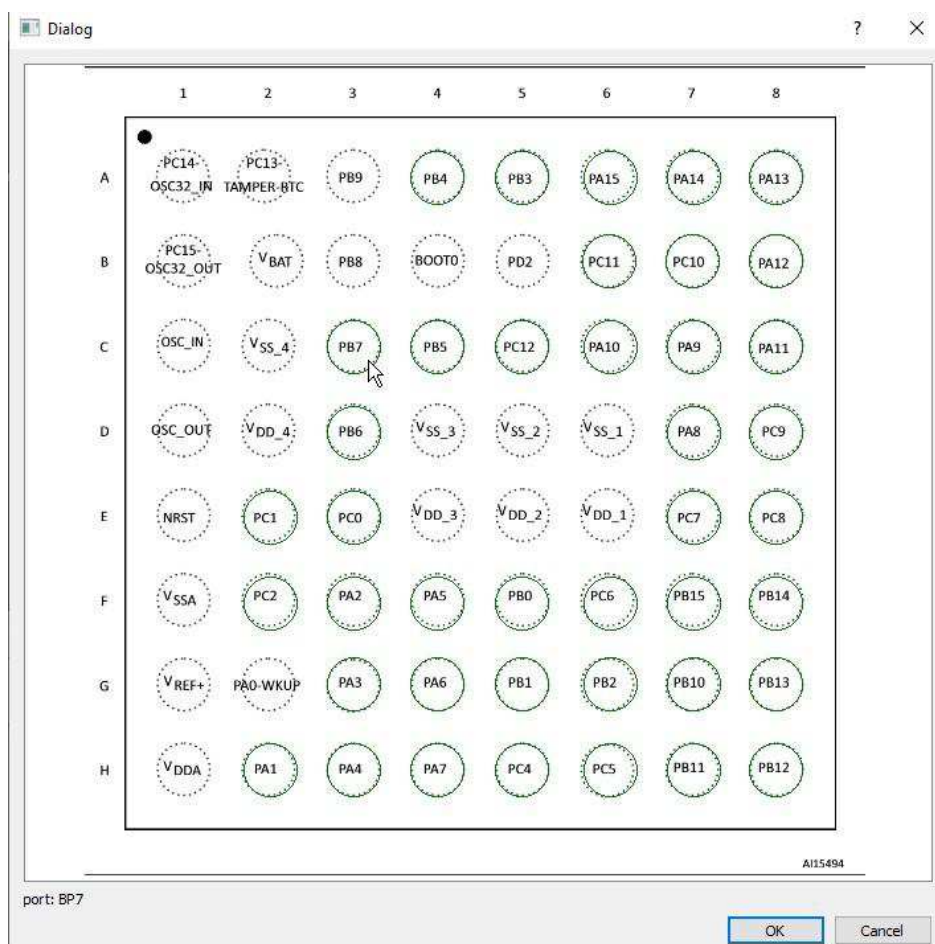 Dialog ? ×
1 2 3 4 5 6 7 8
A PC14-OSC32_IN PC13-TAMPER-RTC PB9 PB4 PB3 PA15 PA14 PA13
B PC15-OSC32_OUT VBAT PB8 BOOT0 PD2 PC11 PC10 PA12
C OSC_IN VSS_4 PB7 PB5 PC12 PA10 PA9 PA11
D OSC_OUT VDD_4 PB6 VSS_3 VSS_2 VSS_1 PA8 PC9
E NRST PC1 PC0 VDD_3 VDD_2 VDD_1 PC7 PC8
F VSSA PC2 PA2 PA5 PB0 PC6 PB15 PB14
G VREF+ PA0-WKUP PA3 PA6 PB1 PB2 PB10 PB13
H VDDA PA1 PA4 PA7 PC4 PC5 PB11 PB12
AI15494
port: BP7
OK Cancel